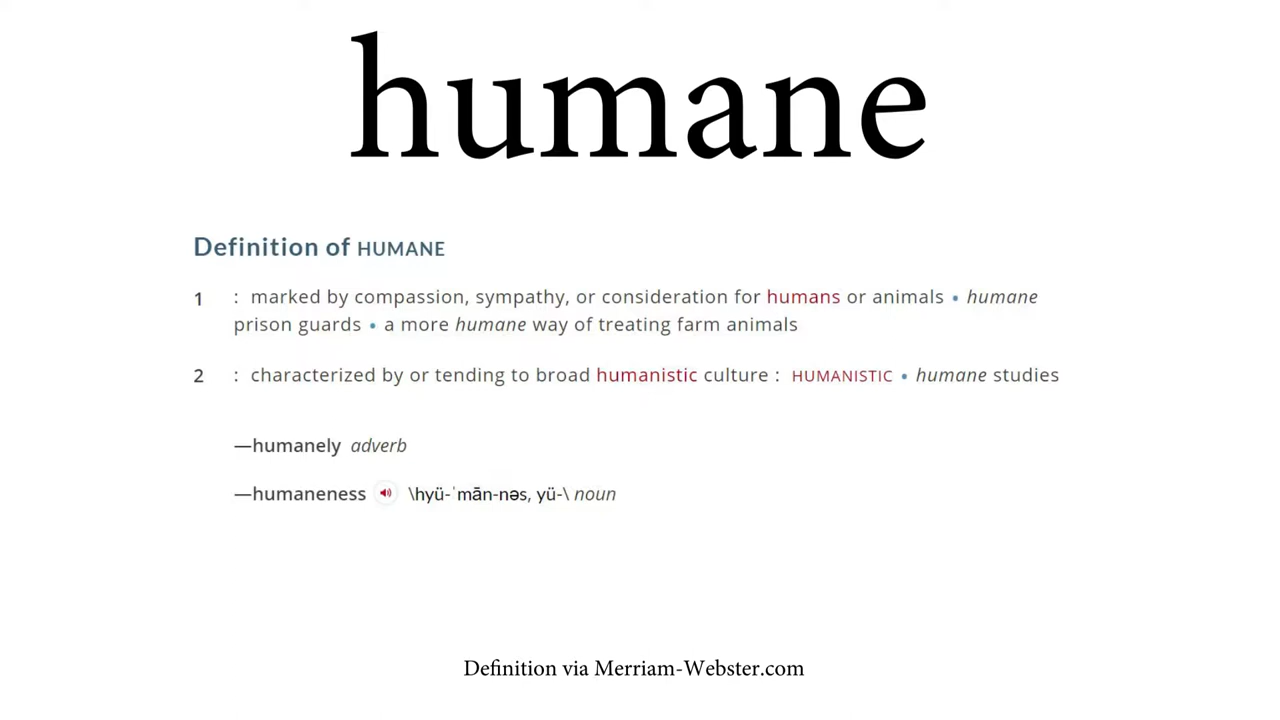 humane
Definition of HUMANE
1 : marked by compassion, sympathy, or consideration for humans or animals • humane
prison guards • a more humane way of treating farm animals
2 : characterized by or tending to broad humanistic culture : HUMANISTIC • humane studies
—humanely adverb
—humaneness \hyü-ˈmān-nəs, yü-\ noun
Definition via Merriam-Webster.com